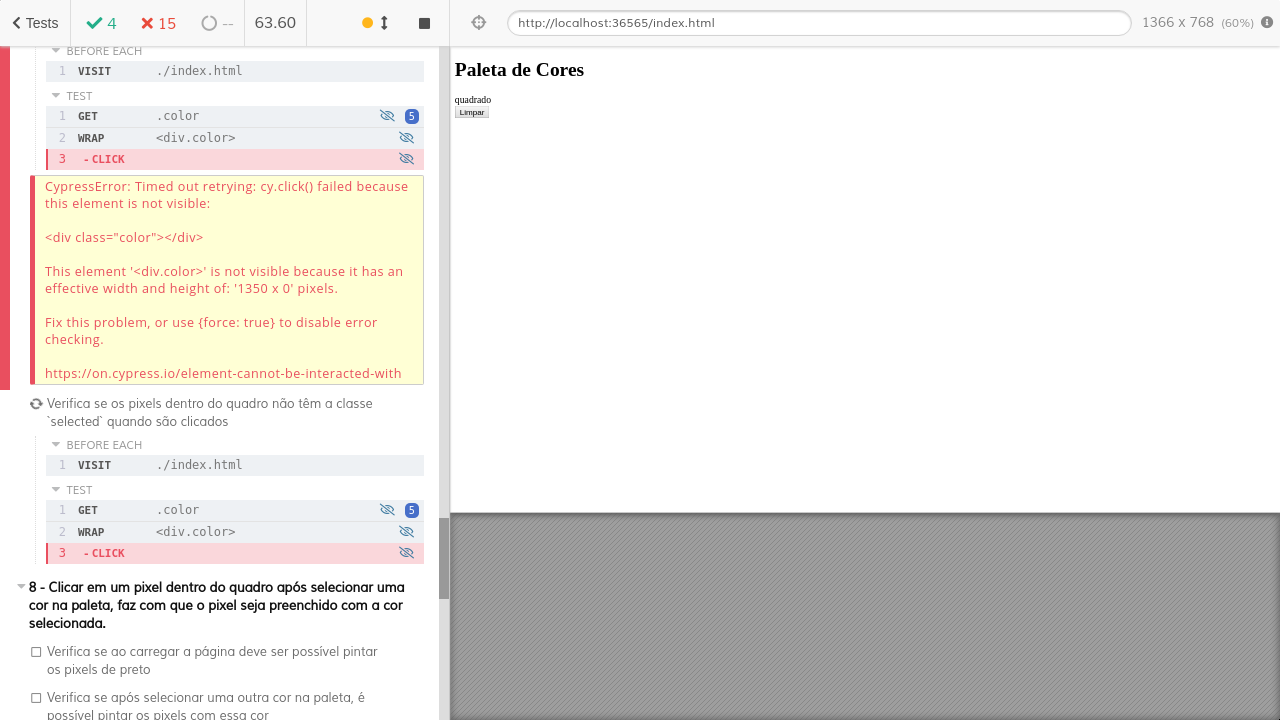 Tests 4 15 -- 63.60 http://localhost:36565/index.html 1366 x 768 (60%)
BEFORE EACH
1 VISIT ./index.html
TEST
1 GET .color 5
2 WRAP <div.color>
3 -CLICK
CypressError: Timed out retrying: cy.click() failed because
this element is not visible:
<div class="color"></div>
This element '<div.color>' is not visible because it has an
effective width and height of: '1350 x 0' pixels.
Fix this problem, or use {force: true} to disable error
checking.
https://on.cypress.io/element-cannot-be-interacted-with
Verifica se os pixels dentro do quadro não têm a classe
`selected` quando são clicados
BEFORE EACH
1 VISIT ./index.html
TEST
1 GET .color 5
2 WRAP <div.color>
3 -CLICK
8 - Clicar em um pixel dentro do quadro após selecionar uma
cor na paleta, faz com que o pixel seja preenchido com a cor
selecionada.
Verifica se ao carregar a página deve ser possível pintar
os pixels de preto
Verifica se após selecionar uma outra cor na paleta, é
possível pintar os pixels com essa cor
Paleta de Cores
quadrado
Limpar